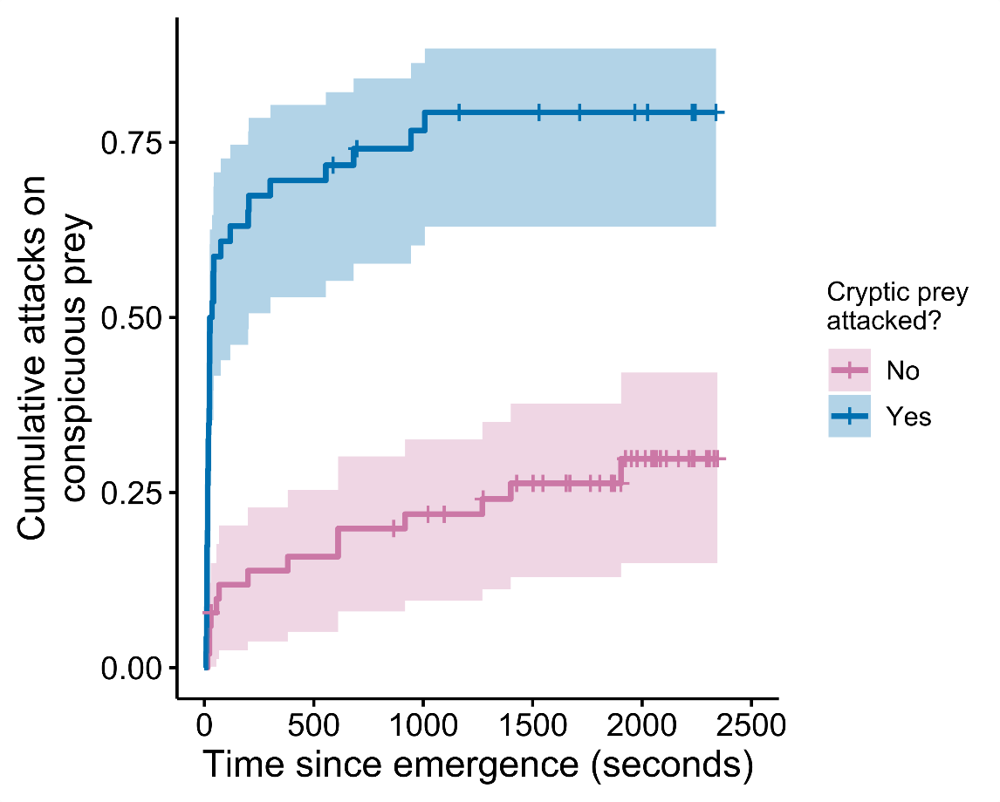 Cumulative attacks on
conspicuous prey
0.75
0.50
0.25
0.00
0 500 1000 1500 2000 2500
Time since emergence (seconds)
Cryptic prey
attacked?
No
Yes